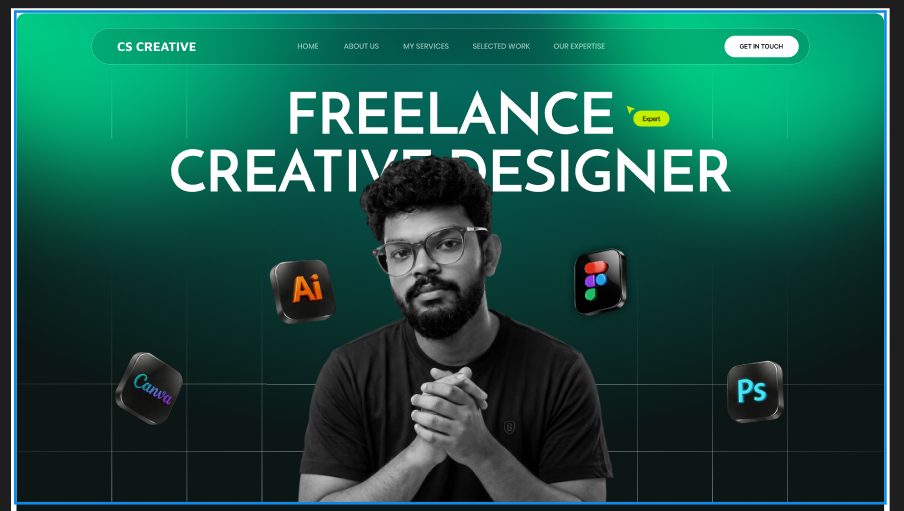 CS CREATIVE
HOME
ABOUT US
MY SERVICES
SELECTED WORK
OUR EXPERTISE
GET IN TOUCH
FREELANCE
Expert
CREATIVE DESIGNER
Ai
Canva
Ps